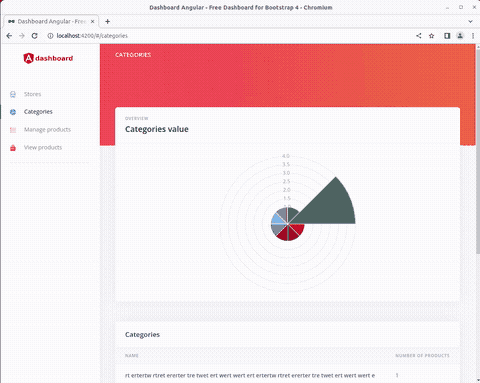 Dashboard Angular - Free Dashboard for Bootstrap 4 - Chromium
Dashboard Angular - Free
localhost:4200/#/categories
dashboard
CATEGORIES
Stores
Categories
Manage products
View products
OVERVIEW
Categories value
4.0
3.5
3.0
2.5
2.0
1.5
Categories
NAME
NUMBER OF PRODUCTS
rt ertertw rtret ererter tre twet ert wert wert ert ertertw rtret ererter tre twet ert wert wert e
1